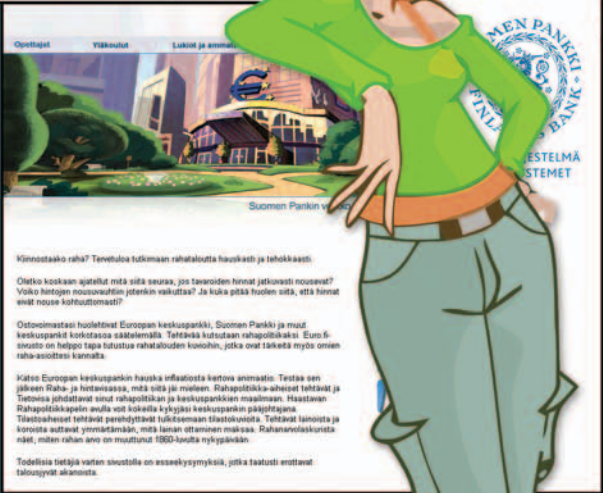 Opettajat Yläkoulut Lukiot ja
MEN PANKKI
FINLANDS BANK
ESTELMÄ
STEMET
Suomen Pankin
Kiinnostaako raha? Tervetuloa tutkimaan rahataloutta hauskasti ja tehokkaasti.
Oletko koskaan ajatellut mitä siitä seuraa, jos tavaroiden hinnat jatkuvasti nousevat?
Voiko hintojen nousuvauhtiin jotenkin vaikuttaa? Ja kuka pitää huolen siitä, että hinnat
eivät nouse kohtuuttomasti?
Ostovoimastasi huolehtivat Euroopan keskuspankki, Suomen Pankki ja muut
keskuspankit korkotasoa säätelemällä. Tehtävää kutsutaan rahapolitiikaksi. Euro.fi-
sivusto on helppo tapa tutustua rahatalouden kuvioihin, jotka ovat tärkeitä myös omien
raha-asioittesi kannalta.
Katso Euroopan keskuspankin hauska inflaatiosta kertova animaatio. Testaa sen
jälkeen Raha- ja hintavisassa, mitä siitä jäi mieleen. Rahapolitiikka-aiheiset tehtävät ja
Tietovisa johdattavat sinut rahapolitiikan ja keskuspankkien maailmaan. Haastavan
Rahapolitiikkapelin avulla voit kokeilla kykyjäsi keskuspankin pääjohtajana.
Tilastoaiheiset tehtävät perehdyttävät tulkitsemaan tilastokuvioita. Tehtävät lainoista ja
koroista auttavat ymmärtämään, mitä lainan ottaminen maksaa. Rahanarvolaskurista
näet, miten rahan arvo on muuttunut 1860-luvulta nykypäivään.
Todellisia tietäjiä varten sivustolle on esseekysymyksiä, jotka taatusti erottavat
talousjyvät akanoista.